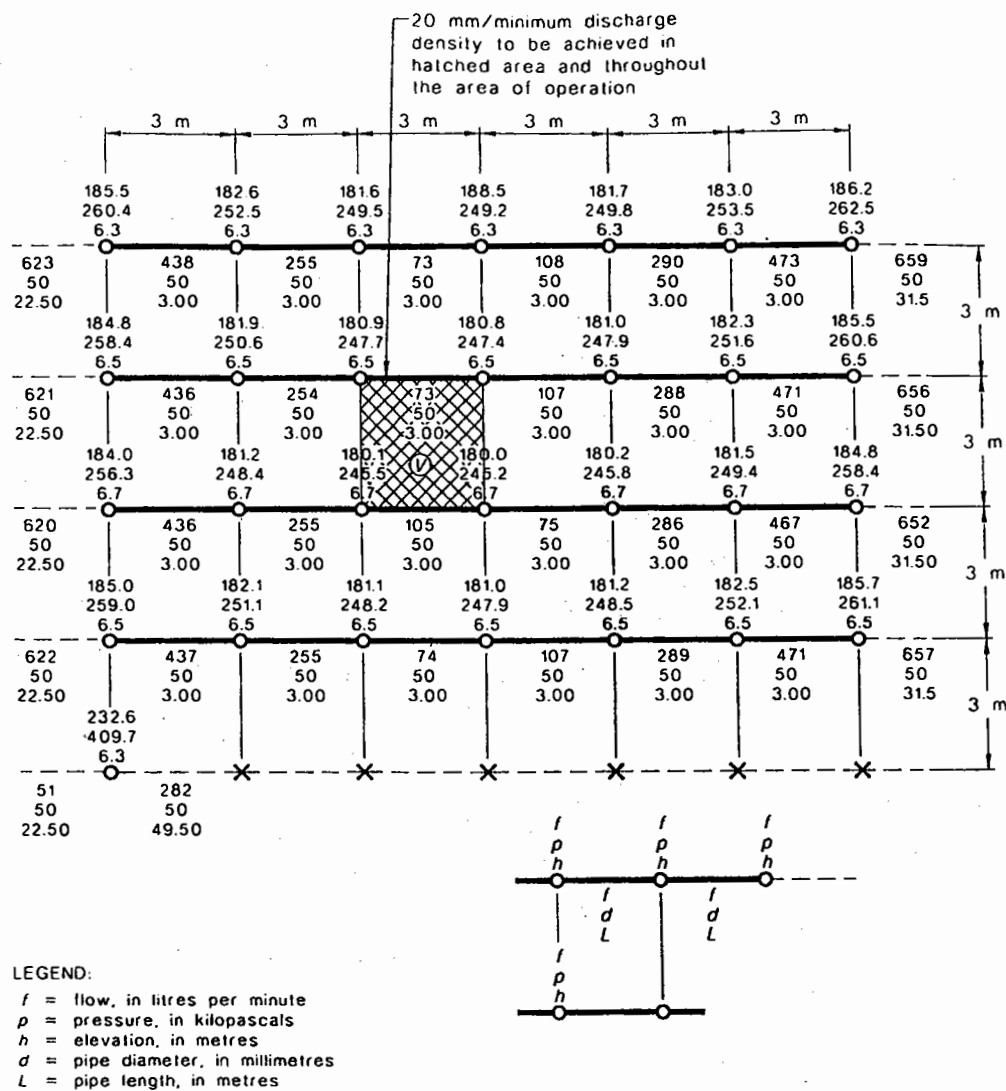 20 mm/minimum discharge
density to be achieved in
hatched area and throughout
the area of operation
3 m 3 m 3 m 3 m 3 m 3 m
185.5 182.6 181.6 188.5 181.7 183.0 186.2
260.4 252.5 249.5 249.2 249.8 253.5 262.5
6.3 6.3 6.3 6.3 6.3 6.3 6.3
623 438 255 73 108 290 473 659
50 50 50 50 50 50 50 50
22.50 3.00 3.00 3.00 3.00 3.00 3.00 31.5
3 m
184.8 181.9 180.9 180.8 181.0 182.3 185.5
258.4 250.6 247.7 247.4 247.9 251.6 260.6
6.5 6.5 6.5 6.5 6.5 6.5 6.5
621 436 254 73 107 288 471 656
50 50 50 50 50 50 50 50
22.50 3.00 3.00 3.00 3.00 3.00 3.00 31.50
3 m
184.0 181.2 180.1 180.0 180.2 181.5 184.8
256.3 248.4 245.5 V 245.2 245.8 249.4 258.4
6.7 6.7 6.7 6.7 6.7 6.7 6.7
620 436 255 105 75 286 467 652
50 50 50 50 50 50 50 50
22.50 3.00 3.00 3.00 3.00 3.00 3.00 31.50
3 m
185.0 182.1 181.1 181.0 181.2 182.5 185.7
259.0 251.1 248.2 247.9 248.5 252.1 261.1
6.5 6.5 6.5 6.5 6.5 6.5 6.5
622 437 255 74 107 289 471 657
50 50 50 50 50 50 50 50
22.50 3.00 3.00 3.00 3.00 3.00 3.00 31.5
3 m
232.6
409.7
6.3
51 282
50 50
22.50 49.50
f f f
p p p
h h h
f f
d d
L L
f
p
h
LEGEND:
f = flow, in litres per minute
p = pressure, in kilopascals
h = elevation, in metres
d = pipe diameter, in millimetres
L = pipe length, in metres